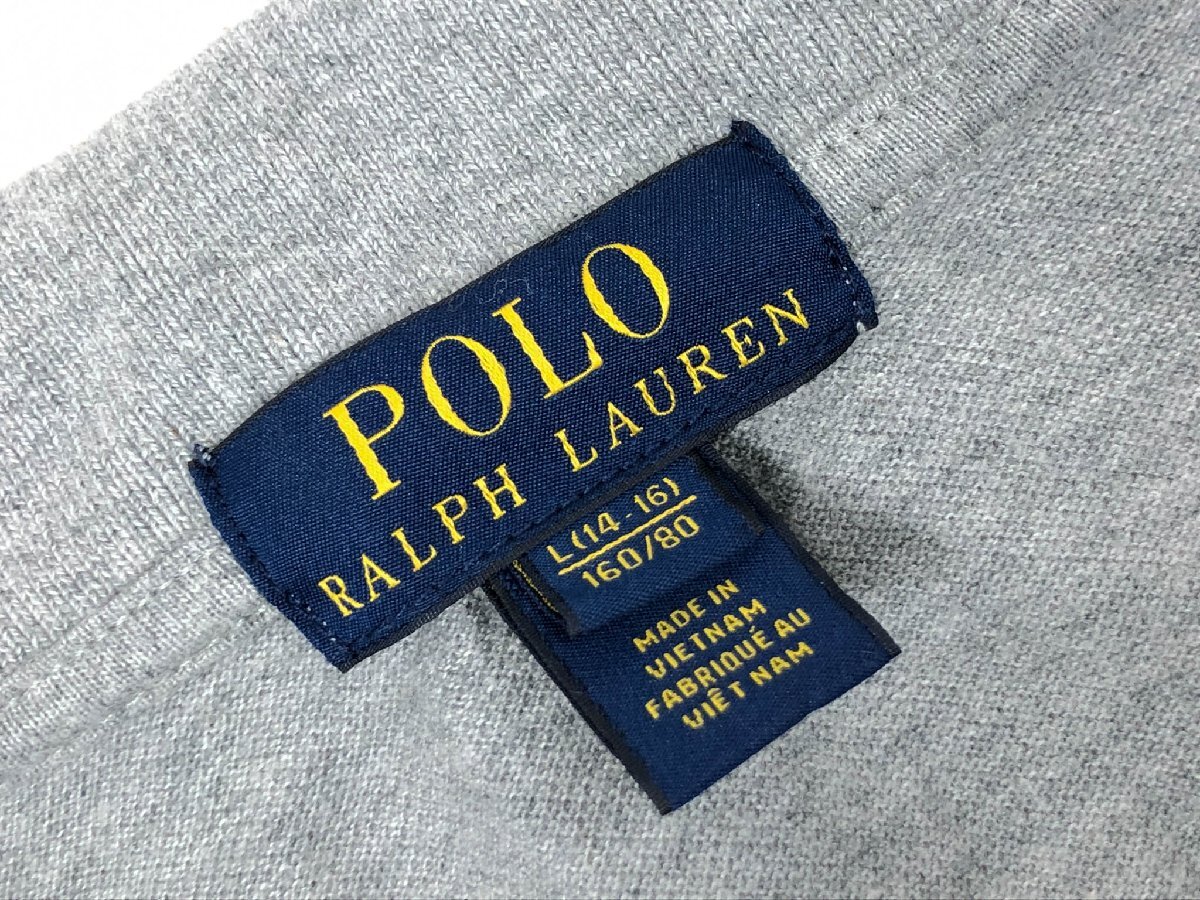 POLO
RALPH LAUREN
L(14-16)
160/80
MADE IN
VIETNAM
FABRIQUÉ AU
VIÊT NAM